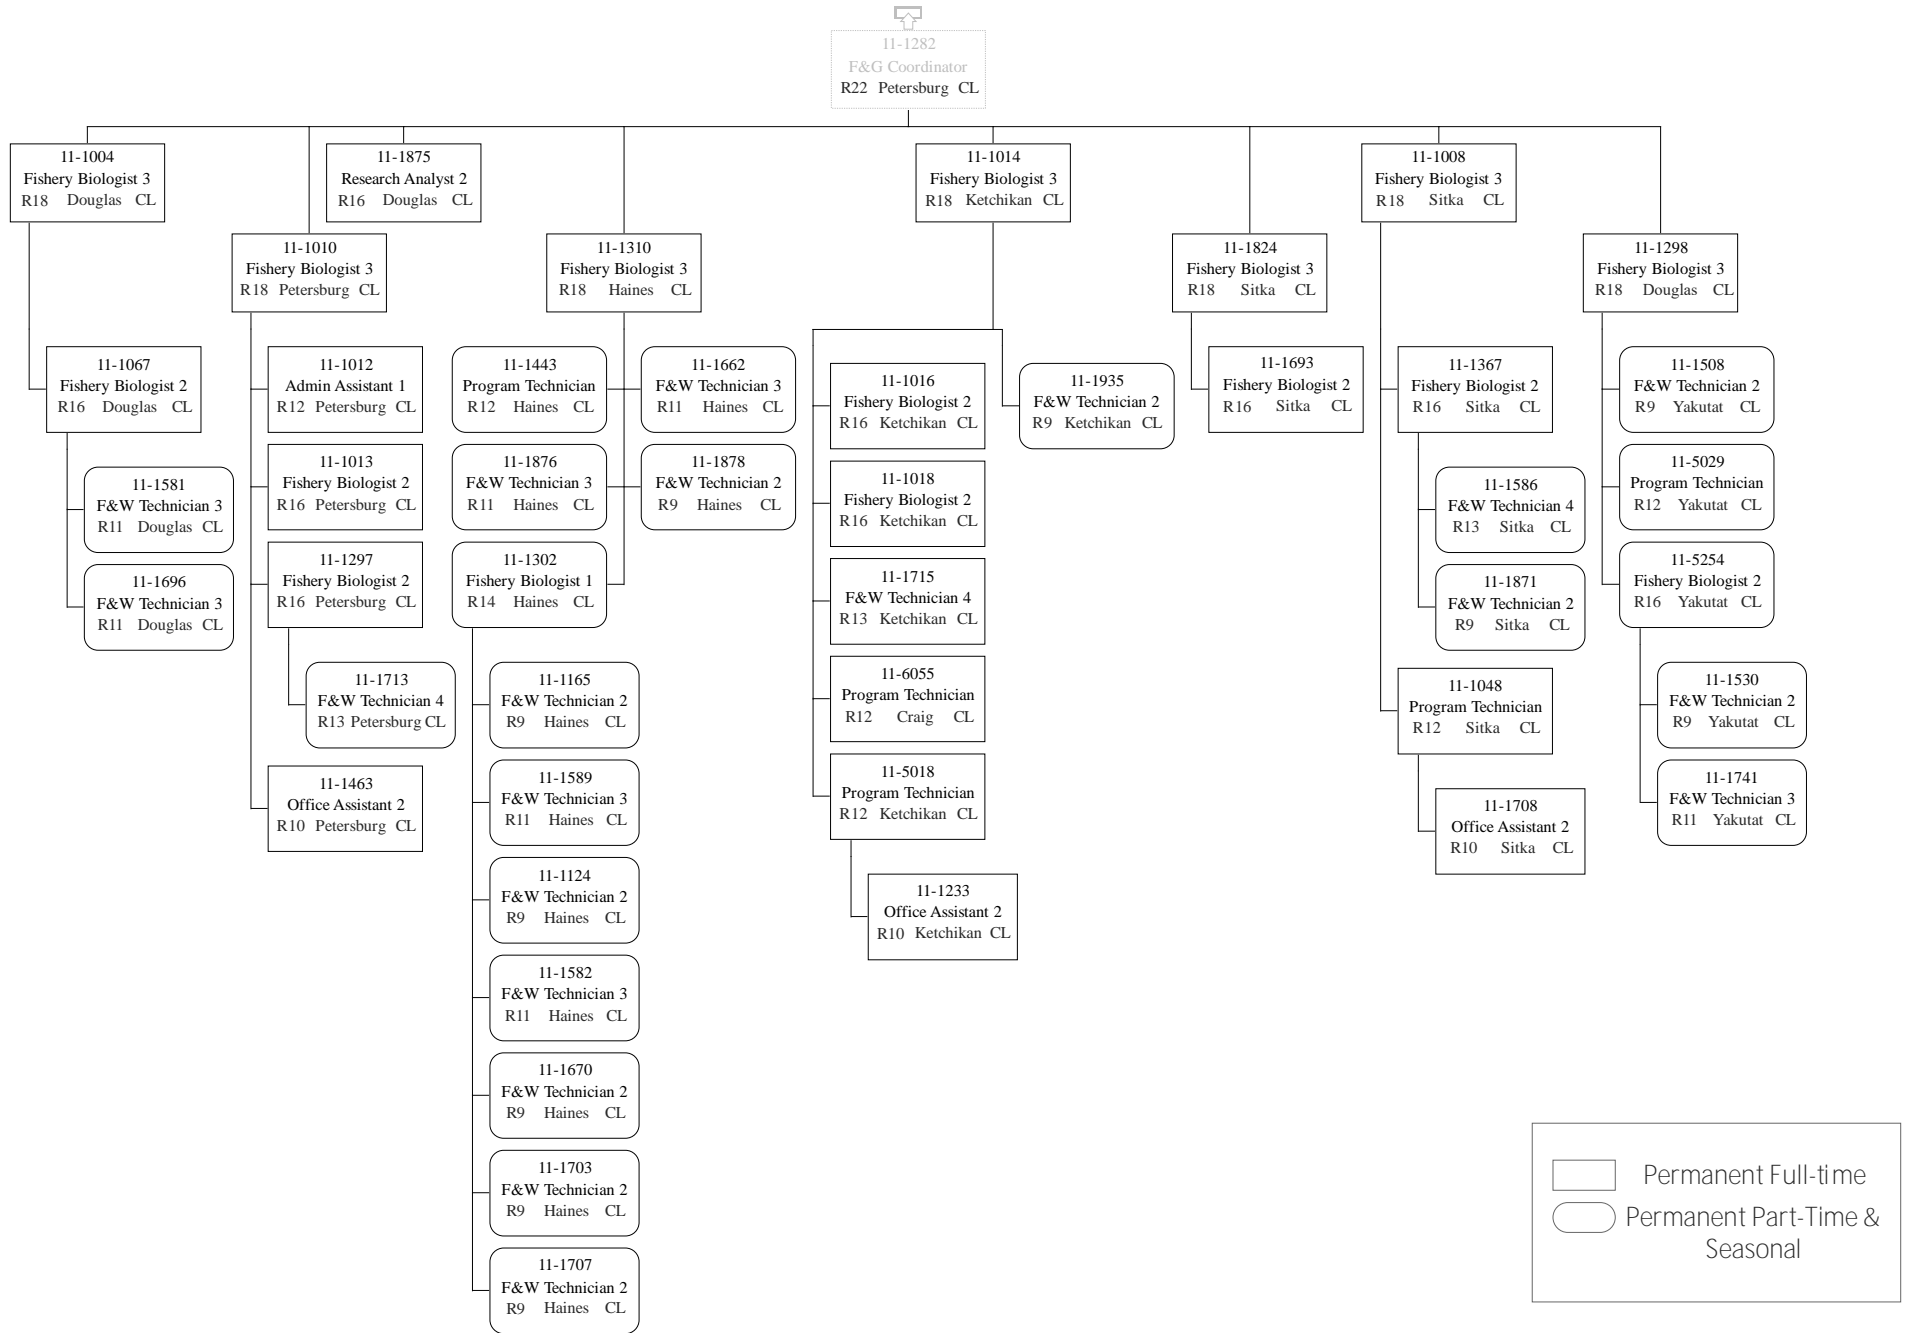 11-1282
F&G Coordinator
R22 Petersburg CL
11-1004
Fishery Biologist 3
R18 Douglas CL
11-1875
Research Analyst 2
R16 Douglas CL
11-1014
Fishery Biologist 3
R18 Ketchikan CL
11-1008
Fishery Biologist 3
R18 Sitka CL
11-1010
Fishery Biologist 3
R18 Petersburg CL
11-1310
Fishery Biologist 3
R18 Haines CL
11-1824
Fishery Biologist 3
R18 Sitka CL
11-1298
Fishery Biologist 3
R18 Douglas CL
11-1067
Fishery Biologist 2
R16 Douglas CL
11-1581
F&W Technician 3
R11 Douglas CL
11-1696
F&W Technician 3
R11 Douglas CL
11-1012
Admin Assistant 1
R12 Petersburg CL
11-1013
Fishery Biologist 2
R16 Petersburg CL
11-1297
Fishery Biologist 2
R16 Petersburg CL
11-1713
F&W Technician 4
R13 Petersburg CL
11-1463
Office Assistant 2
R10 Petersburg CL
11-1443
Program Technician
R12 Haines CL
11-1662
F&W Technician 3
R11 Haines CL
11-1876
F&W Technician 3
R11 Haines CL
11-1878
F&W Technician 2
R9 Haines CL
11-1302
Fishery Biologist 1
R14 Haines CL
11-1165
F&W Technician 2
R9 Haines CL
11-1589
F&W Technician 3
R11 Haines CL
11-1124
F&W Technician 2
R9 Haines CL
11-1582
F&W Technician 3
R11 Haines CL
11-1670
F&W Technician 2
R9 Haines CL
11-1703
F&W Technician 2
R9 Haines CL
11-1707
F&W Technician 2
R9 Haines CL
11-1016
Fishery Biologist 2
R16 Ketchikan CL
11-1935
F&W Technician 2
R9 Ketchikan CL
11-1018
Fishery Biologist 2
R16 Ketchikan CL
11-1715
F&W Technician 4
R13 Ketchikan CL
11-6055
Program Technician
R12 Craig CL
11-5018
Program Technician
R12 Ketchikan CL
11-1233
Office Assistant 2
R10 Ketchikan CL
11-1693
Fishery Biologist 2
R16 Sitka CL
11-1367
Fishery Biologist 2
R16 Sitka CL
11-1586
F&W Technician 4
R13 Sitka CL
11-1871
F&W Technician 2
R9 Sitka CL
11-1048
Program Technician
R12 Sitka CL
11-1708
Office Assistant 2
R10 Sitka CL
11-1508
F&W Technician 2
R9 Yakutat CL
11-5029
Program Technician
R12 Yakutat CL
11-5254
Fishery Biologist 2
R16 Yakutat CL
11-1530
F&W Technician 2
R9 Yakutat CL
11-1741
F&W Technician 3
R11 Yakutat CL
Permanent Full-time
Permanent Part-Time &
Seasonal